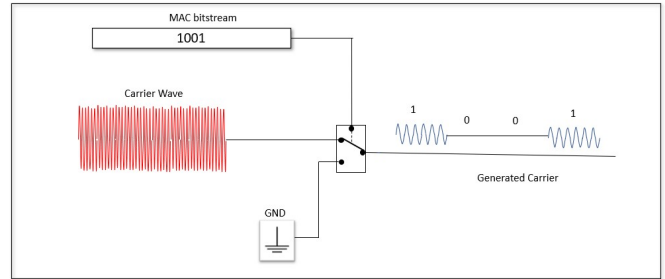 MAC bitstream
1001
Carrier Wave
1 0 0 1
Generated Carrier
GND